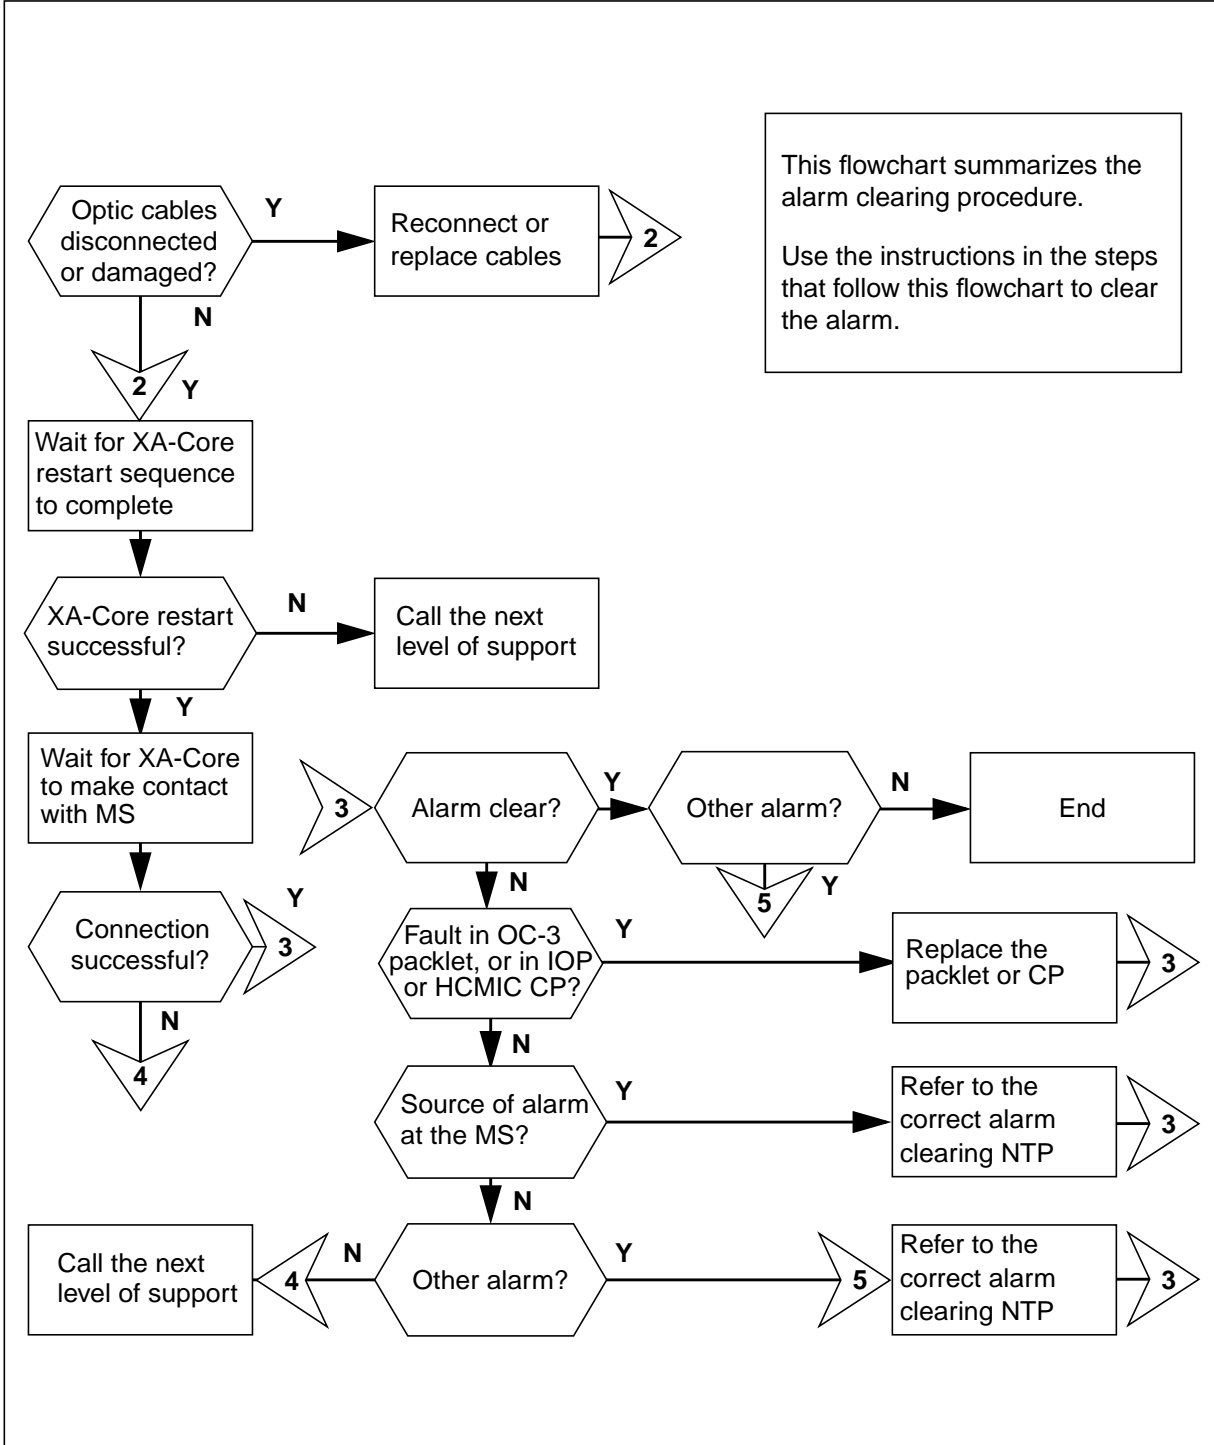 This flowchart summarizes the
alarm clearing procedure.
Use the instructions in the steps
that follow this flowchart to clear
the alarm.
Optic cables
disconnected
or damaged?
Y
Reconnect or
replace cables
2
N
2
Y
Wait for XA-Core
restart sequence
to complete
XA-Core restart
successful?
N
Call the next
level of support
Y
Wait for XA-Core
to make contact
with MS
Connection
successful?
Y
3
N
4
3
Alarm clear?
Y
Other alarm?
N
End
N
5
Y
Fault in OC-3
packlet, or in IOP
or HCMIC CP?
Y
Replace the
packlet or CP
3
N
Source of alarm
at the MS?
Y
Refer to the
correct alarm
clearing NTP
3
N
Call the next
level of support
4
N
Other alarm?
Y
5
Refer to the
correct alarm
clearing NTP
3